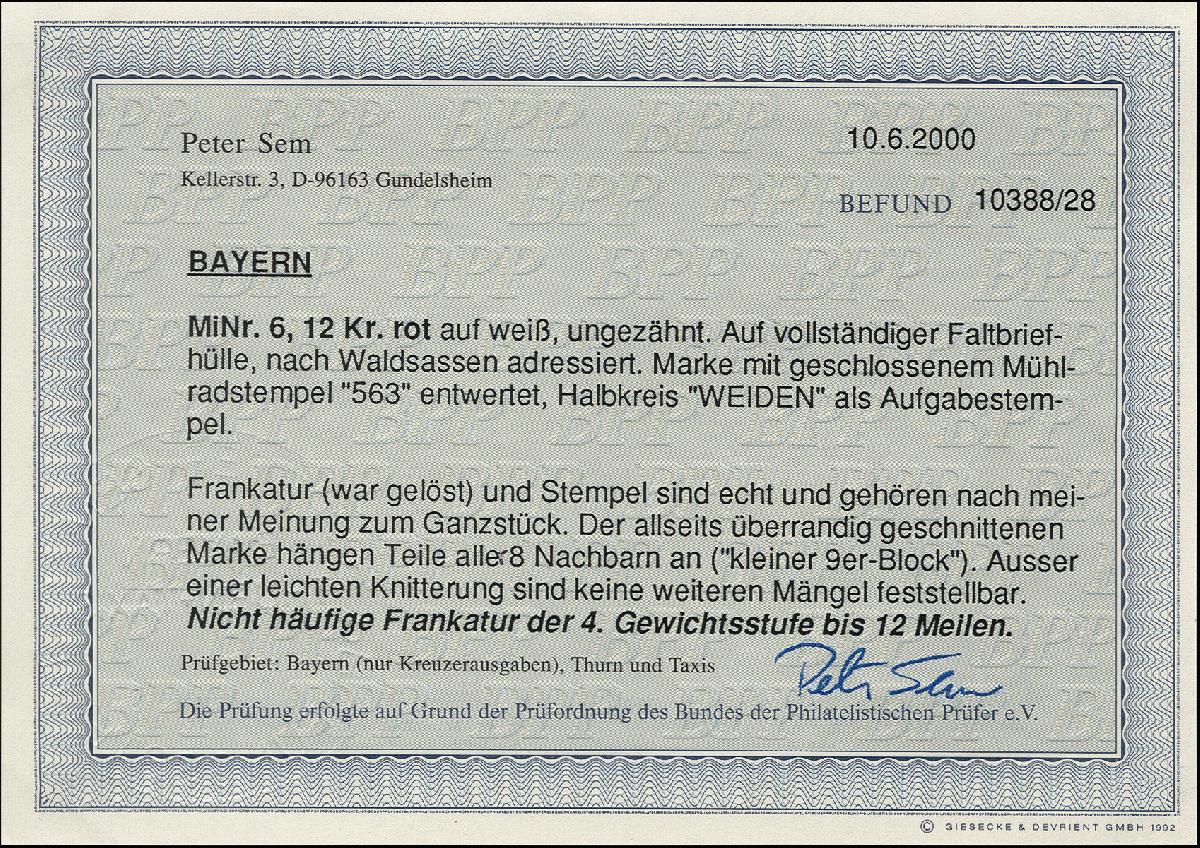 Peter Sem
10.6.2000
Kellerstr. 3, D-96163 Gundelsheim
BEFUND 10388/28
BAYERN
MiNr. 6, 12 Kr. rot auf weiß, ungezähnt. Auf vollständiger Faltbrief-
hülle, nach Waldsassen adressiert. Marke mit geschlossenem Mühl-
radstempel "563" entwertet, Halbkreis "WEIDEN" als Aufgabestem-
pel.
Frankatur (war gelöst) und Stempel sind echt und gehören nach mei-
ner Meinung zum Ganzstück. Der allseits überrandig geschnittenen
Marke hängen Teile aller 8 Nachbarn an ("kleiner 9er-Block"). Ausser
einer leichten Knitterung sind keine weiteren Mängel feststellbar.
Nicht häufige Frankatur der 4. Gewichtsstufe bis 12 Meilen.
Prüfgebiet: Bayern (nur Kreuzerausgaben), Thurn und Taxis
Peter Sem
Die Prüfung erfolgte auf Grund der Prüfordnung des Bundes der Philatelistischen Prüfer e.V.
© GIESECKE & DEVRIENT GMBH 1992